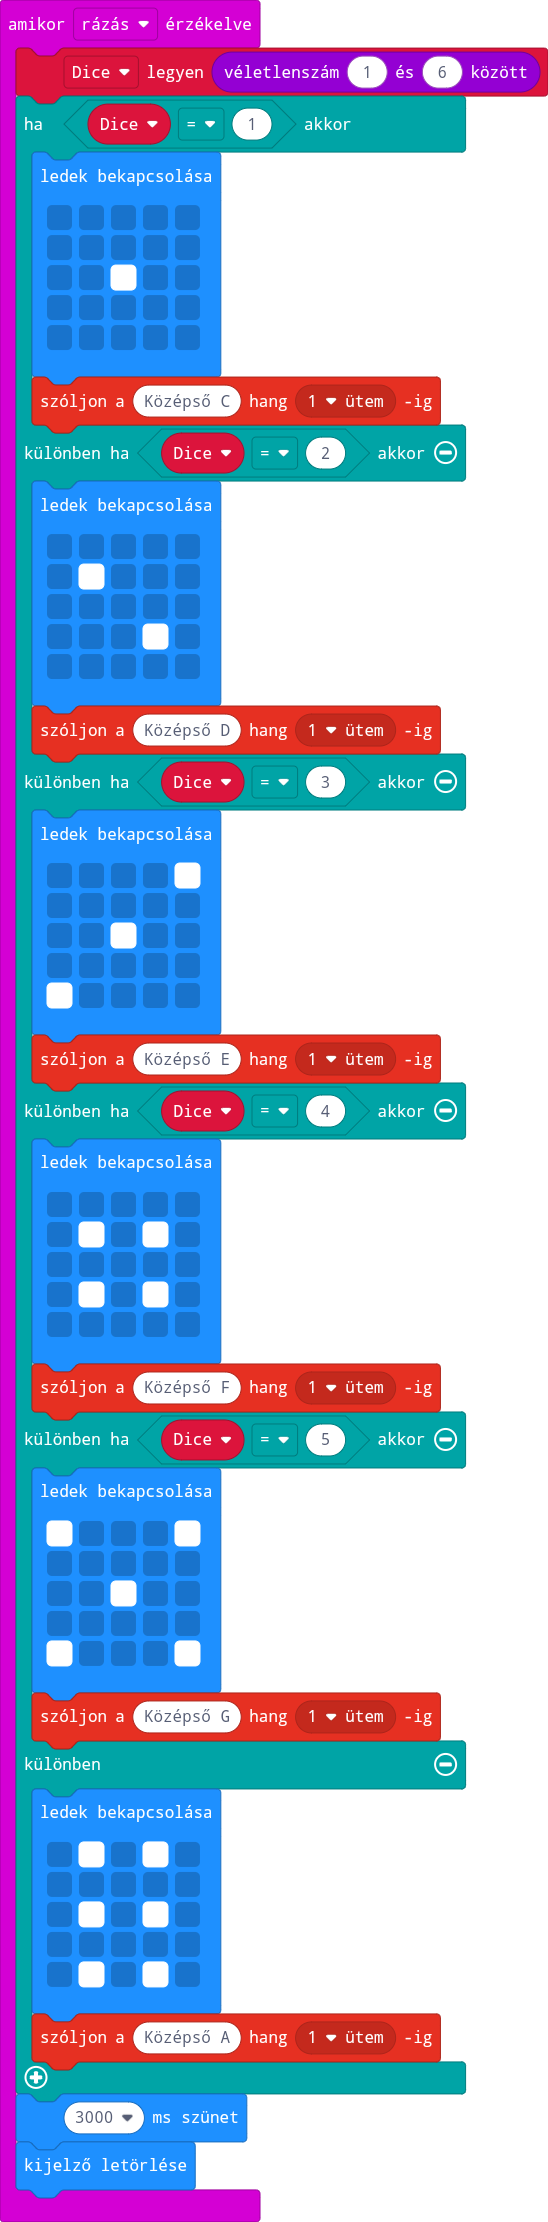 amikor rázás érzékelve
Dice legyen véletlenszám 1 és 6 között
ha Dice = 1 akkor
ledek bekapcsolása
szóljon a Középső C hang 1 ütem -ig
különben ha Dice = 2 akkor
ledek bekapcsolása
szóljon a Középső D hang 1 ütem -ig
különben ha Dice = 3 akkor
ledek bekapcsolása
szóljon a Középső E hang 1 ütem -ig
különben ha Dice = 4 akkor
ledek bekapcsolása
szóljon a Középső F hang 1 ütem -ig
különben ha Dice = 5 akkor
ledek bekapcsolása
szóljon a Középső G hang 1 ütem -ig
különben
ledek bekapcsolása
szóljon a Középső A hang 1 ütem -ig
3000 ms szünet
kijelző letörlése